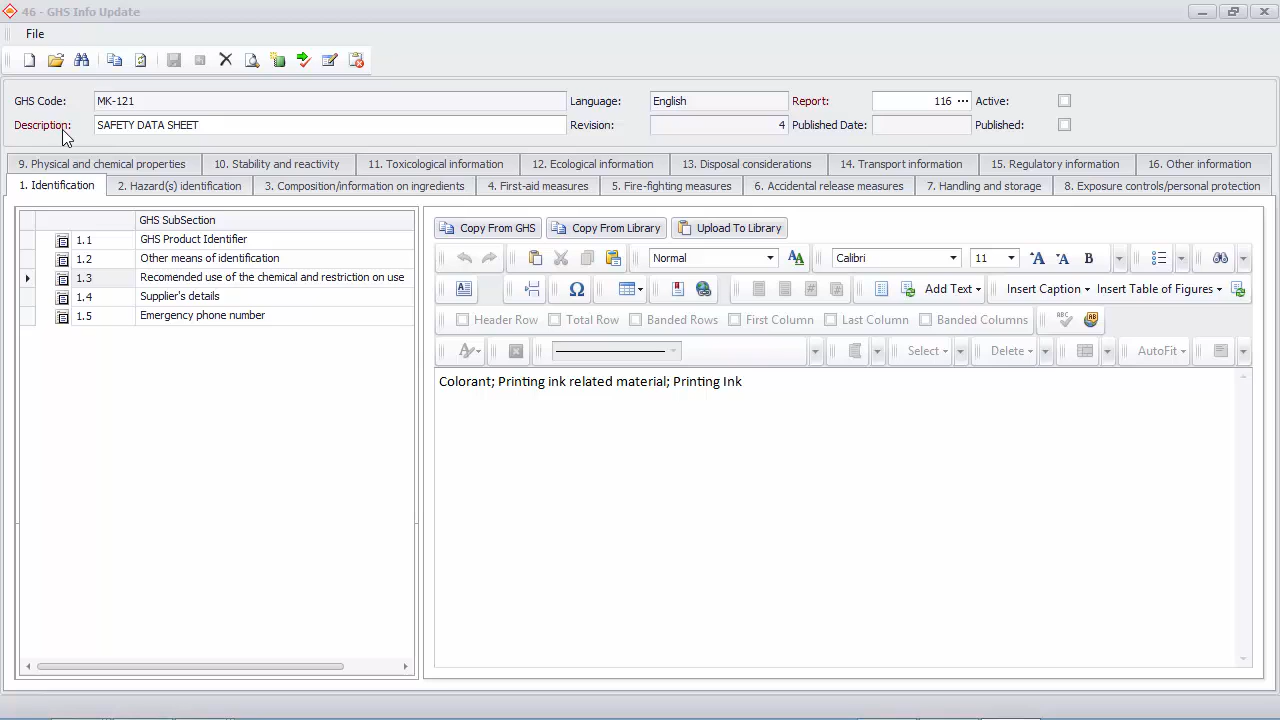 46 - GHS Info Update
File
GHS Code: MK-121 Language: English Report: 116 ··· Active:
Description: SAFETY DATA SHEET Revision: 4 Published Date: Published:
9. Physical and chemical properties 10. Stability and reactivity 11. Toxicological information 12. Ecological information 13. Disposal considerations 14. Transport information 15. Regulatory information 16. Other information
1. Identification 2. Hazard(s) identification 3. Composition/information on ingredients 4. First-aid measures 5. Fire-fighting measures 6. Accidental release measures 7. Handling and storage 8. Exposure controls/personal protection
GHS SubSection
1.1 GHS Product Identifier
1.2 Other means of identification
1.3 Recomended use of the chemical and restriction on use
1.4 Supplier's details
1.5 Emergency phone number
Copy From GHS Copy From Library Upload To Library
Normal Calibri 11 A A B
Add Text Insert Caption Insert Table of Figures
Header Row Total Row Banded Rows First Column Last Column Banded Columns ABC
Select Delete AutoFit
Colorant; Printing ink related material; Printing Ink